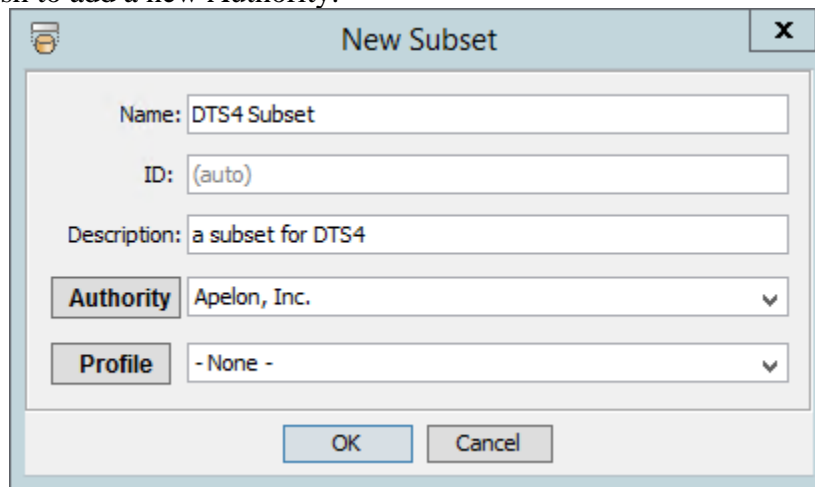 sh to add a new Authority.
New Subset
x
Name: DTS4 Subset
ID: (auto)
Description: a subset for DTS4
Authority Apelon, Inc.
Profile - None -
OK Cancel